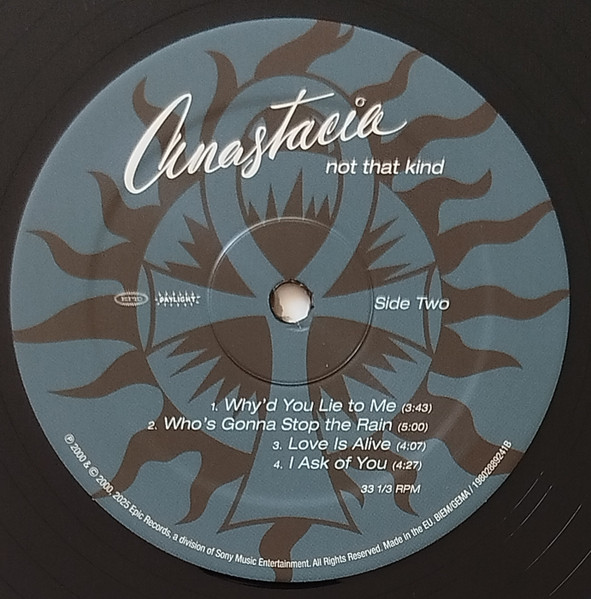 Anastacia
not that kind
EPIC DAYLIGHT
Side Two
1. Why'd You Lie to Me (3:43)
2. Who's Gonna Stop the Rain (5:00)
3. Love Is Alive (4:07)
4. I Ask of You (4:27)
33 1/3 RPM
℗ 2000 & © 2000, 2025 Epic Records, a division of Sony Music Entertainment. All Rights Reserved. Made in the EU. BIEM/GEMA / 19802889241B